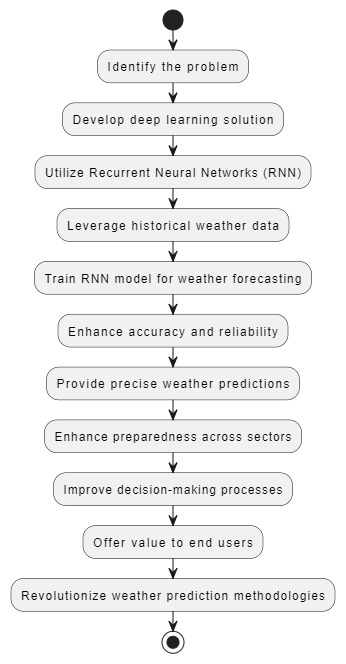 Identify the problem
Develop deep learning solution
Utilize Recurrent Neural Networks (RNN)
Leverage historical weather data
Train RNN model for weather forecasting
Enhance accuracy and reliability
Provide precise weather predictions
Enhance preparedness across sectors
Improve decision-making processes
Offer value to end users
Revolutionize weather prediction methodologies